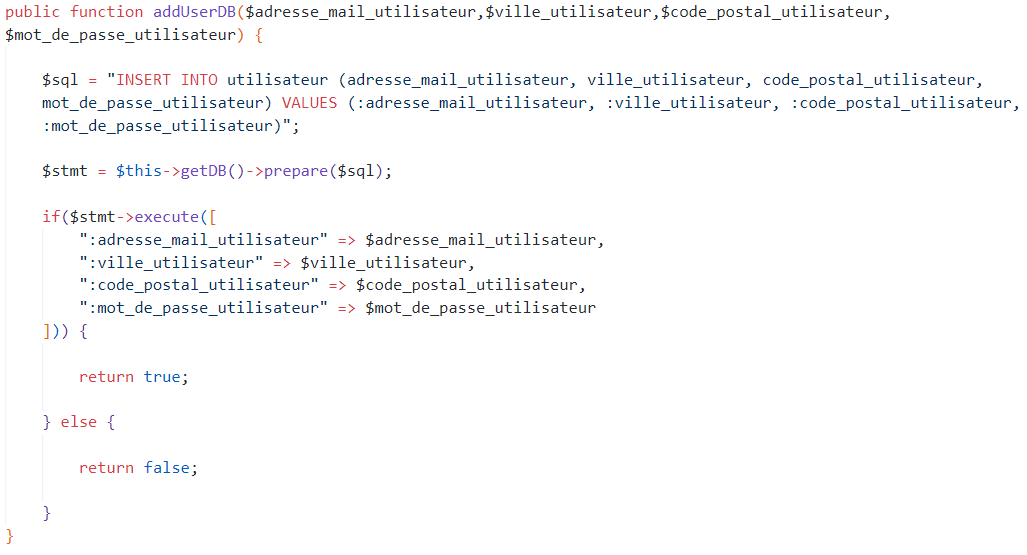 public function addUserDB($adresse_mail_utilisateur,$ville_utilisateur,$code_postal_utilisateur,
$mot_de_passe_utilisateur) {
$sql = "INSERT INTO utilisateur (adresse_mail_utilisateur, ville_utilisateur, code_postal_utilisateur,
mot_de_passe_utilisateur) VALUES (:adresse_mail_utilisateur, :ville_utilisateur, :code_postal_utilisateur,
:mot_de_passe_utilisateur)";
$stmt = $this->getDB()->prepare($sql);
if($stmt->execute([
":adresse_mail_utilisateur" => $adresse_mail_utilisateur,
":ville_utilisateur" => $ville_utilisateur,
":code_postal_utilisateur" => $code_postal_utilisateur,
":mot_de_passe_utilisateur" => $mot_de_passe_utilisateur
])) {
return true;
} else {
return false;
}
}